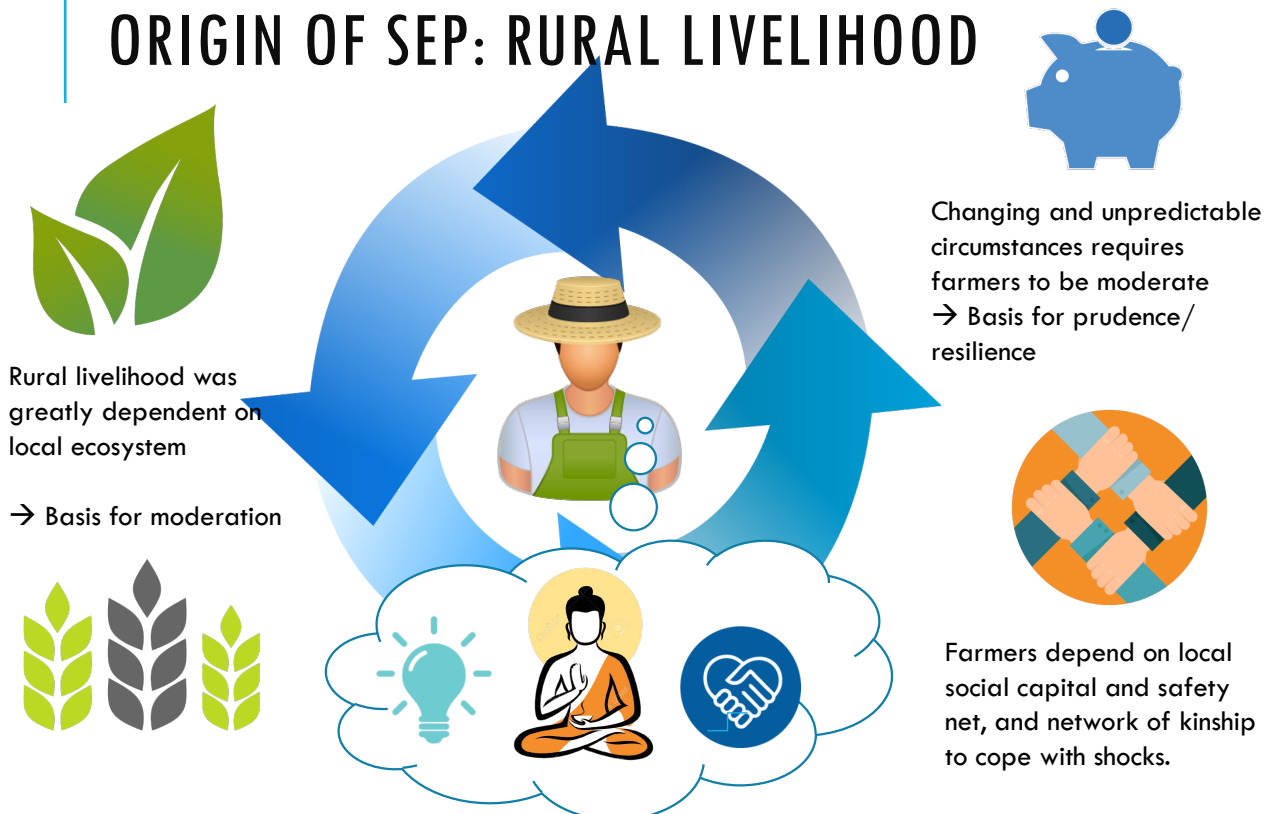 ORIGIN OF SEP: RURAL LIVELIHOOD
Rural livelihood was
greatly dependent on
local ecosystem
→ Basis for moderation
Changing and unpredictable
circumstances requires
farmers to be moderate
→ Basis for prudence/
resilience
Farmers depend on local
social capital and safety
net, and network of kinship
to cope with shocks.